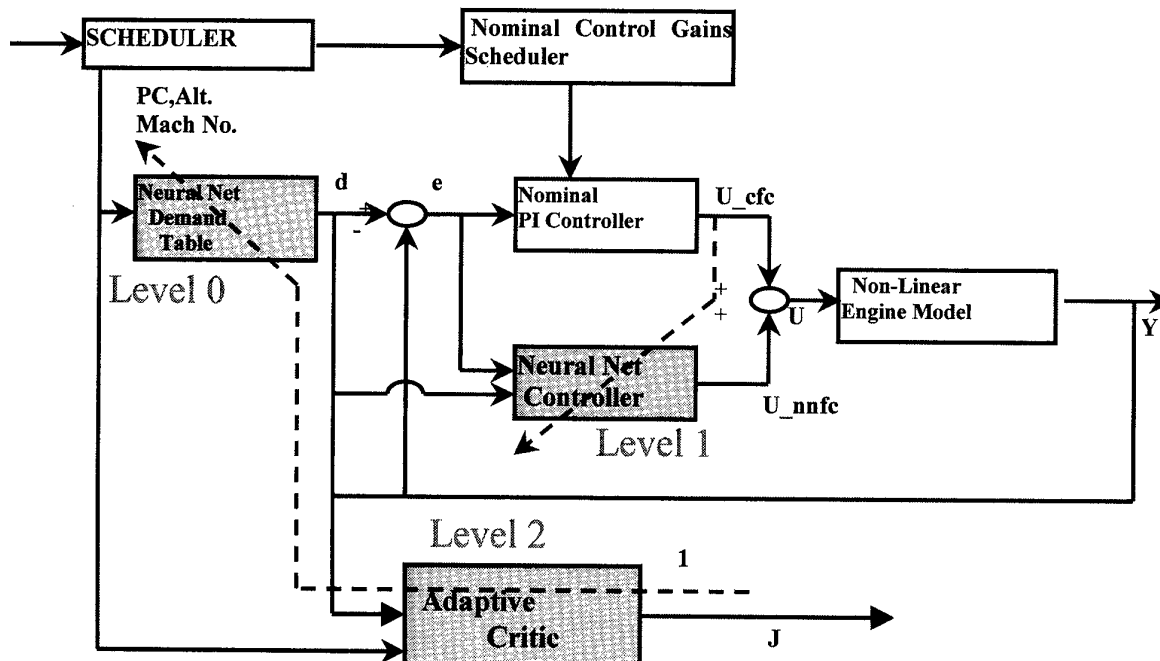 SCHEDULER
Nominal Control Gains
Scheduler
PC,Alt.
Mach No.
Neural Net
Demand
Table
d
+
-
e
Nominal
PI Controller
U_cfc
Level 0
+
+
U
Non-Linear
Engine Model
Y
Neural Net
Controller
U_nnfc
Level 1
Level 2
1
Adaptive
Critic
J